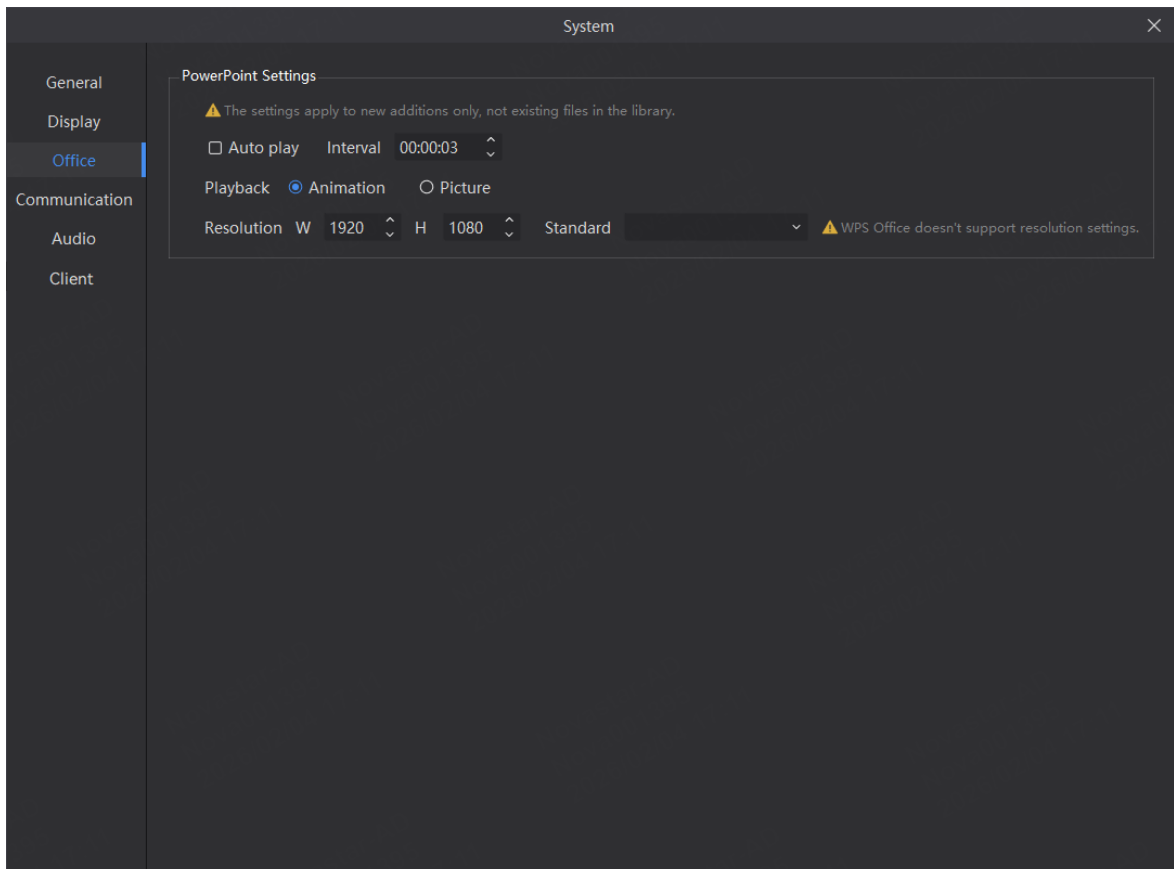 System
General
Display
Office
Communication
Audio
Client
PowerPoint Settings
The settings apply to new additions only, not existing files in the library.
Auto play Interval 00:00:03
Playback Animation Picture
Resolution W 1920 H 1080 Standard WPS Office doesn't support resolution settings.